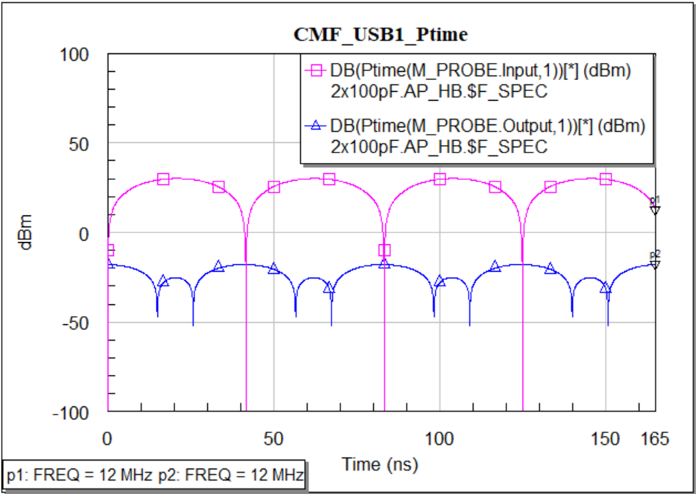 CMF_USB1_Ptime
100
50
0
-50
-100
dBm
DB(Ptime(M_PROBE.Input,1))[*] (dBm)
2x100pF.AP_HB.$F_SPEC
DB(Ptime(M_PROBE.Output,1))[*] (dBm)
2x100pF.AP_HB.$F_SPEC
p1
p2
0
50
100
150
165
Time (ns)
p1: FREQ = 12 MHz p2: FREQ = 12 MHz